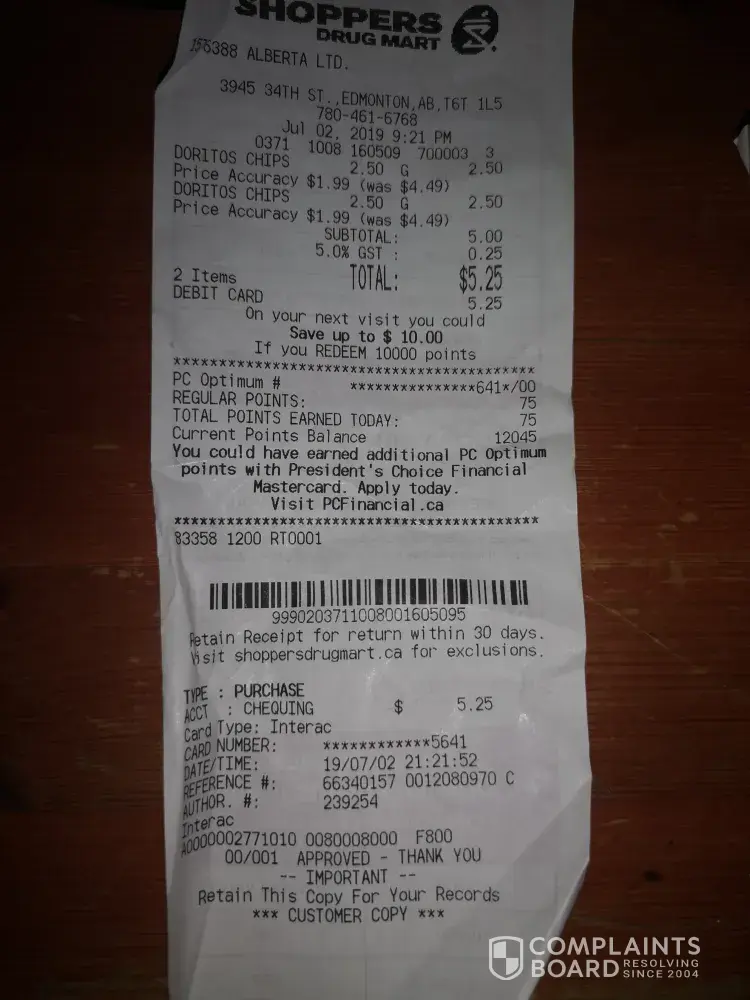 SHOPPERS
DRUG MART
155388 ALBERTA LTD.
3945 34TH ST.,EDMONTON,AB,T6T 1L5
780-461-6768
Jul 02, 2019 9:21 PM
0371 1008 160509 700003 3
DORITOS CHIPS 2.50 G 2.50
Price Accuracy $1.99 (was $4.49)
DORITOS CHIPS 2.50 G 2.50
Price Accuracy $1.99 (was $4.49)
SUBTOTAL: 5.00
5.0% GST : 0.25
2 Items TOTAL: $5.25
DEBIT CARD 5.25
On your next visit you could
Save up to $ 10.00
If you REDEEM 10000 points
******************************************
PC Optimum # ***************641*/00
REGULAR POINTS: 75
TOTAL POINTS EARNED TODAY: 75
Current Points Balance 12045
You could have earned additional PC Optimum
points with President's Choice Financial
Mastercard. Apply today.
Visit PCFinancial.ca
******************************************
83358 1200 RT0001
9990203711008001605095
Retain Receipt for return within 30 days.
Visit shoppersdrugmart.ca for exclusions.
TYPE : PURCHASE
ACCT : CHEQUING $ 5.25
Card Type: Interac
CARD NUMBER: ************5641
DATE/TIME: 19/07/02 21:21:52
REFERENCE #: 66340157 0012080970 C
AUTHOR. #: 239254
Interac
A0000002771010 0080008000 F800
00/001 APPROVED - THANK YOU
-- IMPORTANT --
Retain This Copy For Your Records
*** CUSTOMER COPY ***
COMPLAINTS
BOARD RESOLVING
SINCE 2004